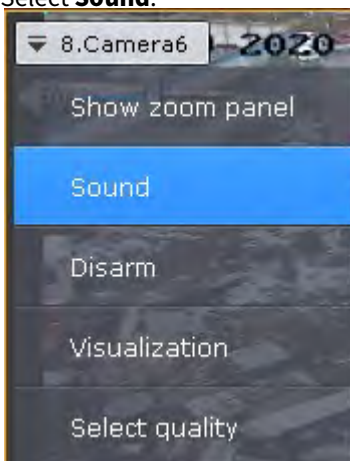 Select Sound.
8.Camera6
-2020
Show zoom panel
Sound
Disarm
Visualization
Select quality